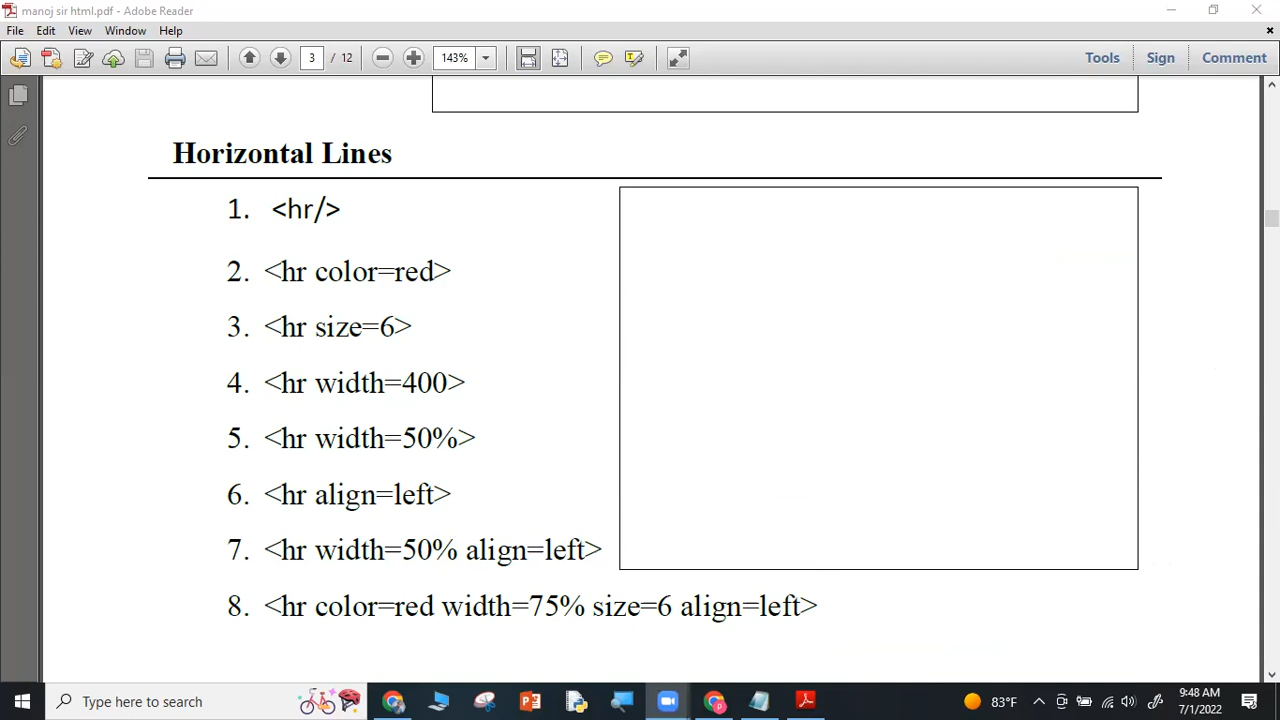 manoj sir html.pdf - Adobe Reader
File Edit View Window Help
3 / 12 143% Tools Sign Comment
Horizontal Lines
1. <hr/>
2. <hr color=red>
3. <hr size=6>
4. <hr width=400>
5. <hr width=50%>
6. <hr align=left>
7. <hr width=50% align=left>
8. <hr color=red width=75% size=6 align=left>
Type here to search
83°F
9:48 AM
7/1/2022